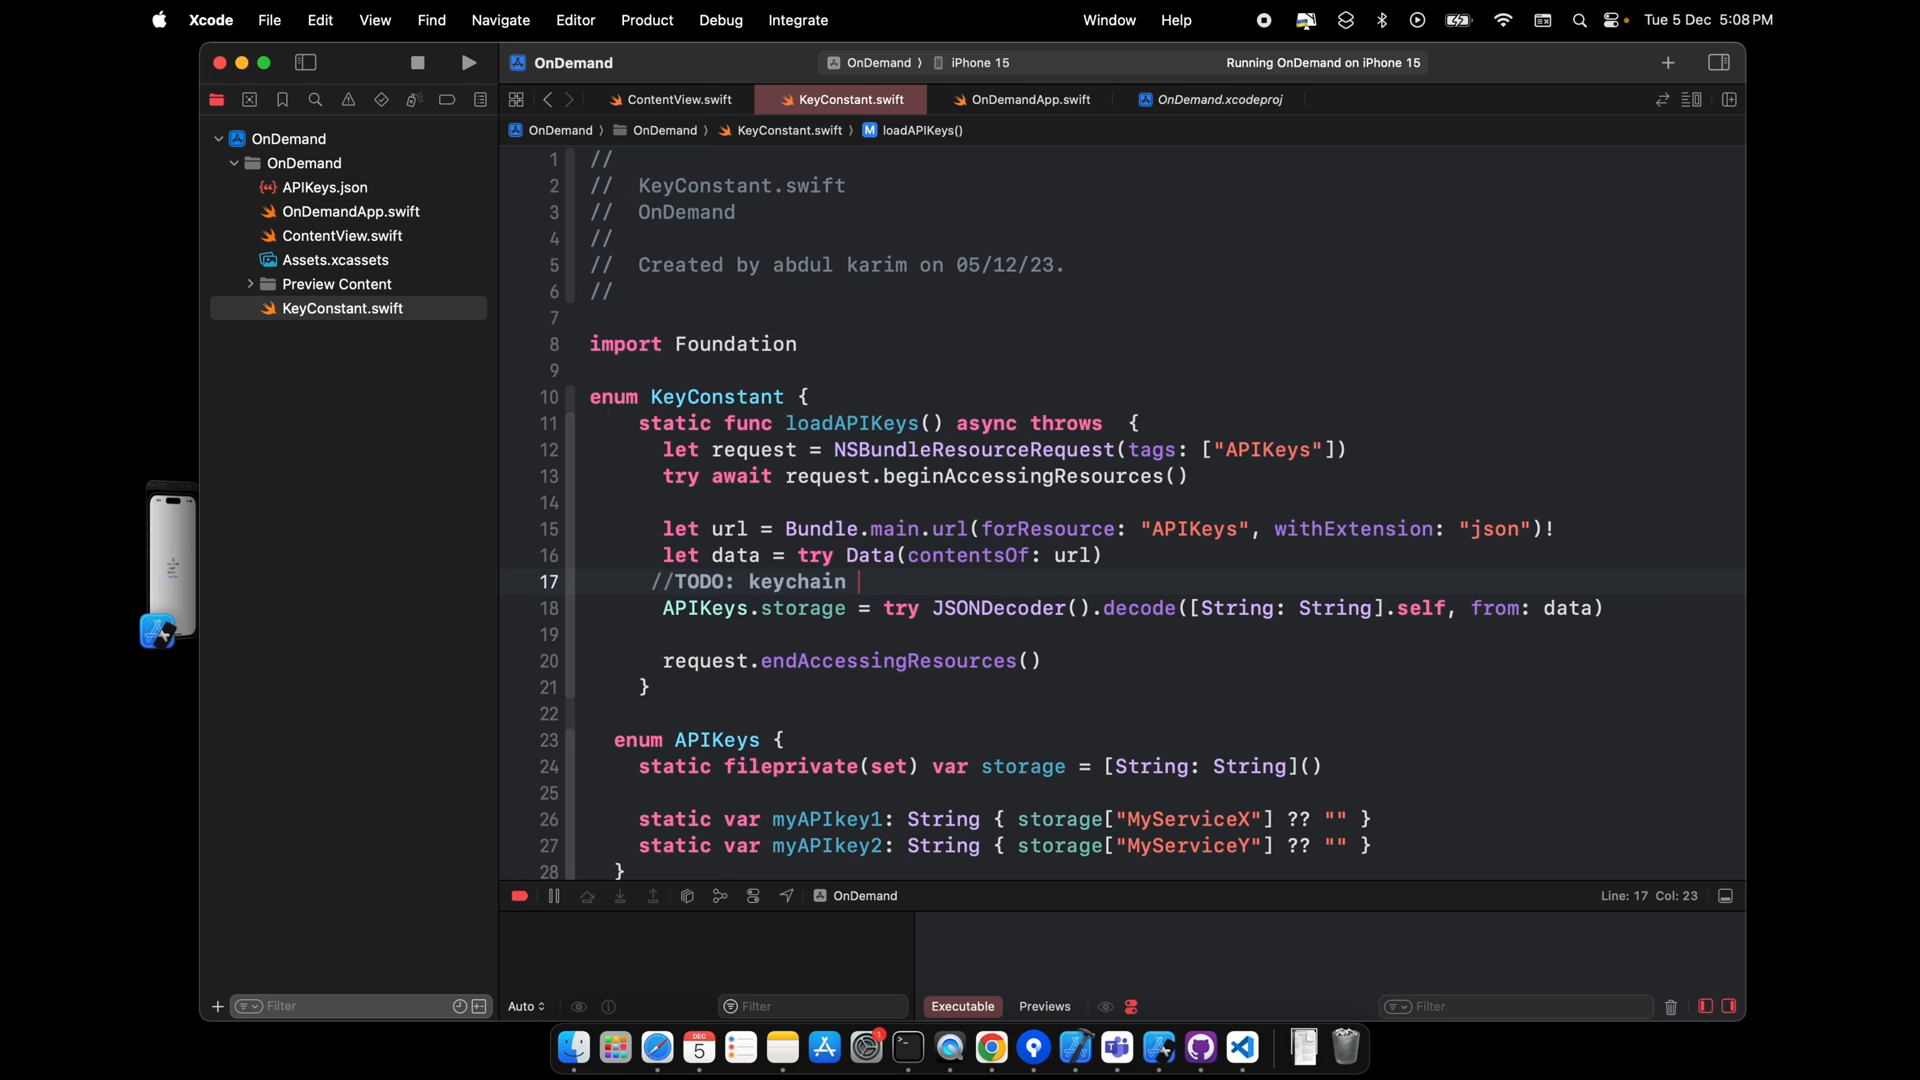 Xcode File Edit View Find Navigate Editor Product Debug Integrate Window Help Tue 5 Dec 5:08 PM
OnDemand OnDemand 〉 iPhone 15 Running OnDemand on iPhone 15
ContentView.swift KeyConstant.swift OnDemandApp.swift OnDemand.xcodeproj
OnDemand 〉 OnDemand 〉 KeyConstant.swift 〉 M loadAPIKeys()
OnDemand
OnDemand
APIKeys.json
OnDemandApp.swift
ContentView.swift
Assets.xcassets
Preview Content
KeyConstant.swift
1 //
2 // KeyConstant.swift
3 // OnDemand
4 //
5 // Created by abdul karim on 05/12/23.
6 //
7
8 import Foundation
9
10 enum KeyConstant {
11 static func loadAPIKeys() async throws {
12 let request = NSBundleResourceRequest(tags: ["APIKeys"])
13 try await request.beginAccessingResources()
14
15 let url = Bundle.main.url(forResource: "APIKeys", withExtension: "json")!
16 let data = try Data(contentsOf: url)
17 //TODO: keychain
18 APIKeys.storage = try JSONDecoder().decode([String: String].self, from: data)
19
20 request.endAccessingResources()
21 }
22
23 enum APIKeys {
24 static fileprivate(set) var storage = [String: String]()
25
26 static var myAPIkey1: String { storage["MyServiceX"] ?? "" }
27 static var myAPIkey2: String { storage["MyServiceY"] ?? "" }
28 }
OnDemand Line: 17 Col: 23
Filter Auto Filter Executable Previews Filter
DEC
5
1